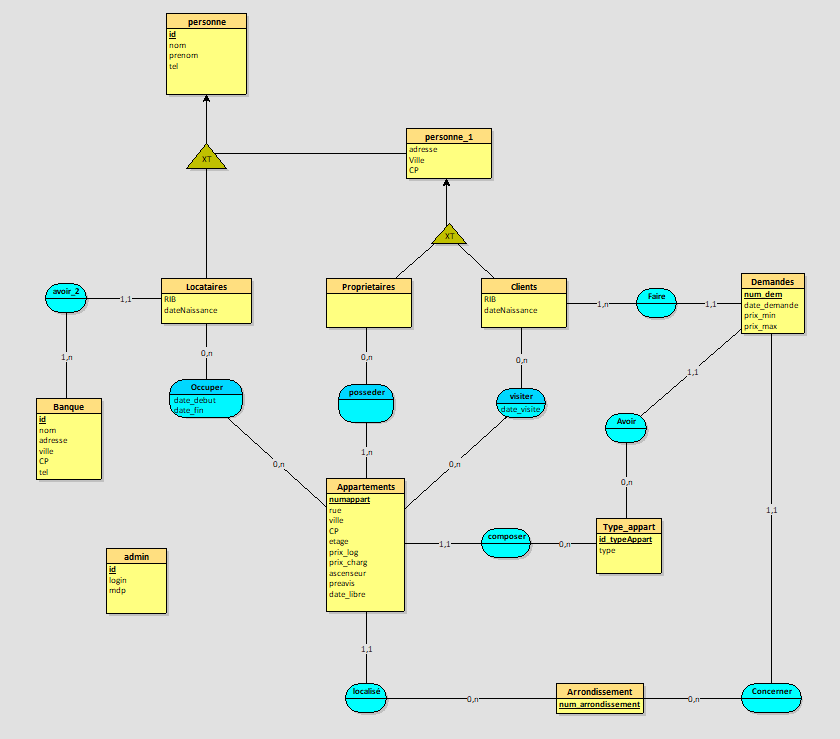 personne
id
nom
prenom
tel
XT
personne_1
adresse
Ville
CP
XT
avoir_2
1,1
Locataires
RIB
dateNaissance
Proprietaires
Clients
RIB
dateNaissance
1,n
Faire
1,1
Demandes
num_dem
date_demande
prix_min
prix_max
1,n
0,n
0,n
0,n
1,1
Banque
id
nom
adresse
ville
CP
tel
Occuper
date_debut
date_fin
posseder
visiter
date_visite
Avoir
0,n
1,n
0,n
0,n
Appartements
numappart
rue
ville
CP
etage
prix_log
prix_charg
ascenseur
preavis
date_libre
1,1
composer
0,n
Type_appart
id_typeAppart
type
1,1
admin
id
login
mdp
1,1
localisé
0,n
Arrondissement
num_arrondissement
0,n
Concerner